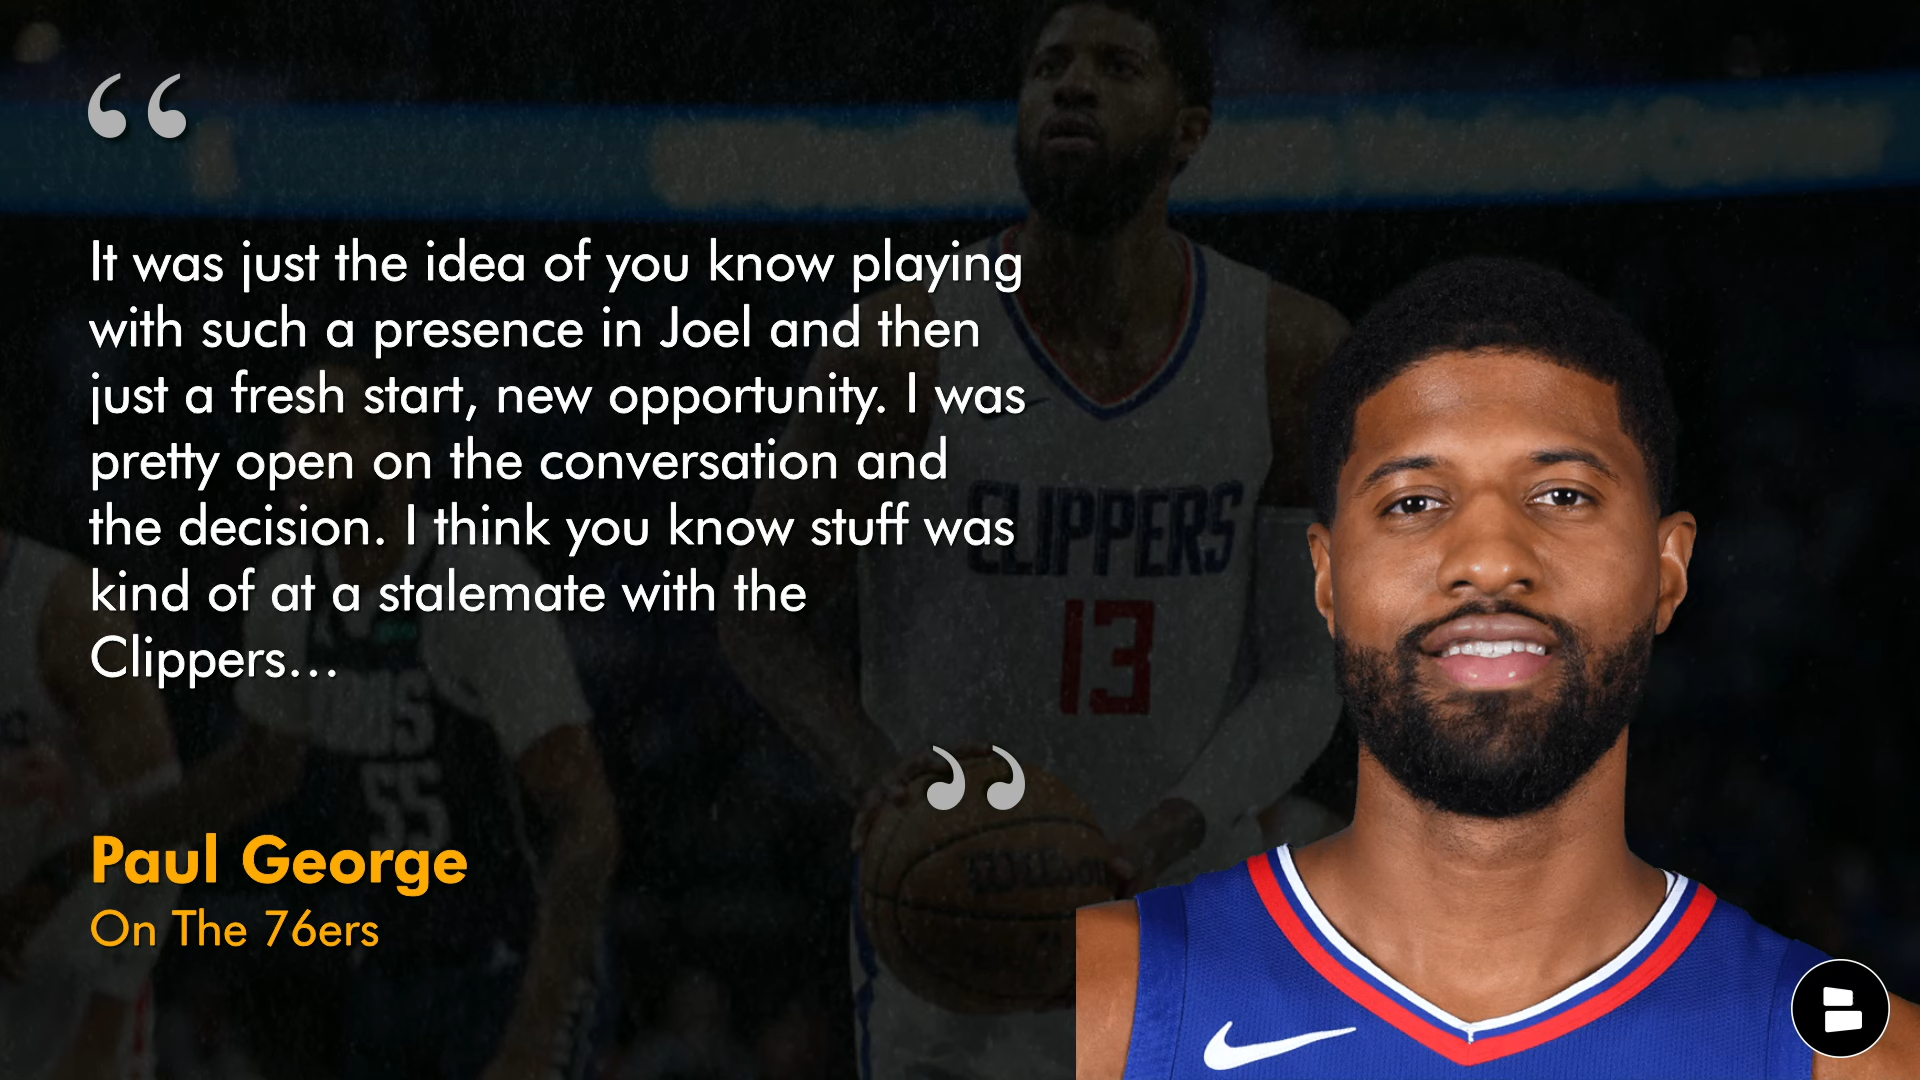 “
It was just the idea of you know playing
with such a presence in Joel and then
just a fresh start, new opportunity. I was
pretty open on the conversation and
the decision. I think you know stuff was
kind of at a stalemate with the
Clippers…
”
Paul George
On The 76ers
CLIPPERS
13
55